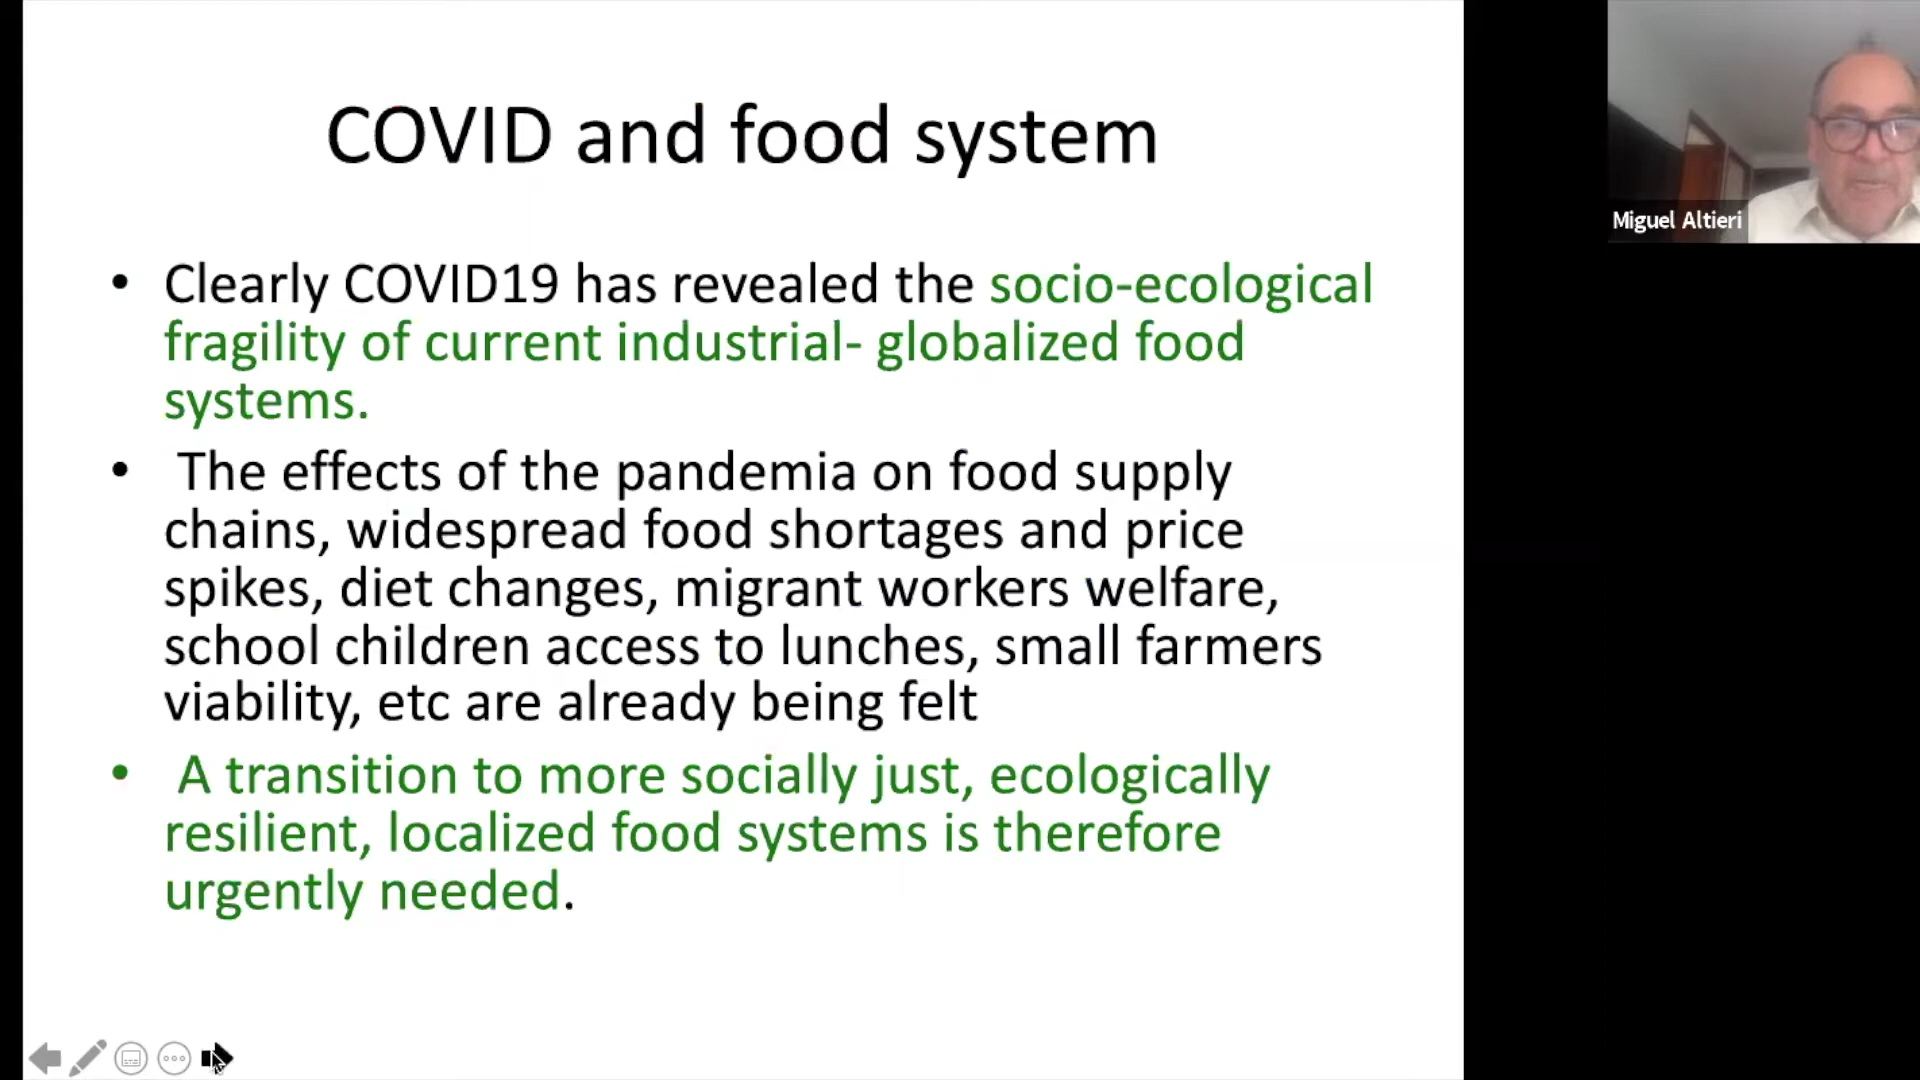 COVID and food system
• Clearly COVID19 has revealed the socio-ecological
fragility of current industrial- globalized food
systems.
• The effects of the pandemia on food supply
chains, widespread food shortages and price
spikes, diet changes, migrant workers welfare,
school children access to lunches, small farmers
viability, etc are already being felt
• A transition to more socially just, ecologically
resilient, localized food systems is therefore
urgently needed.
Miguel Altieri